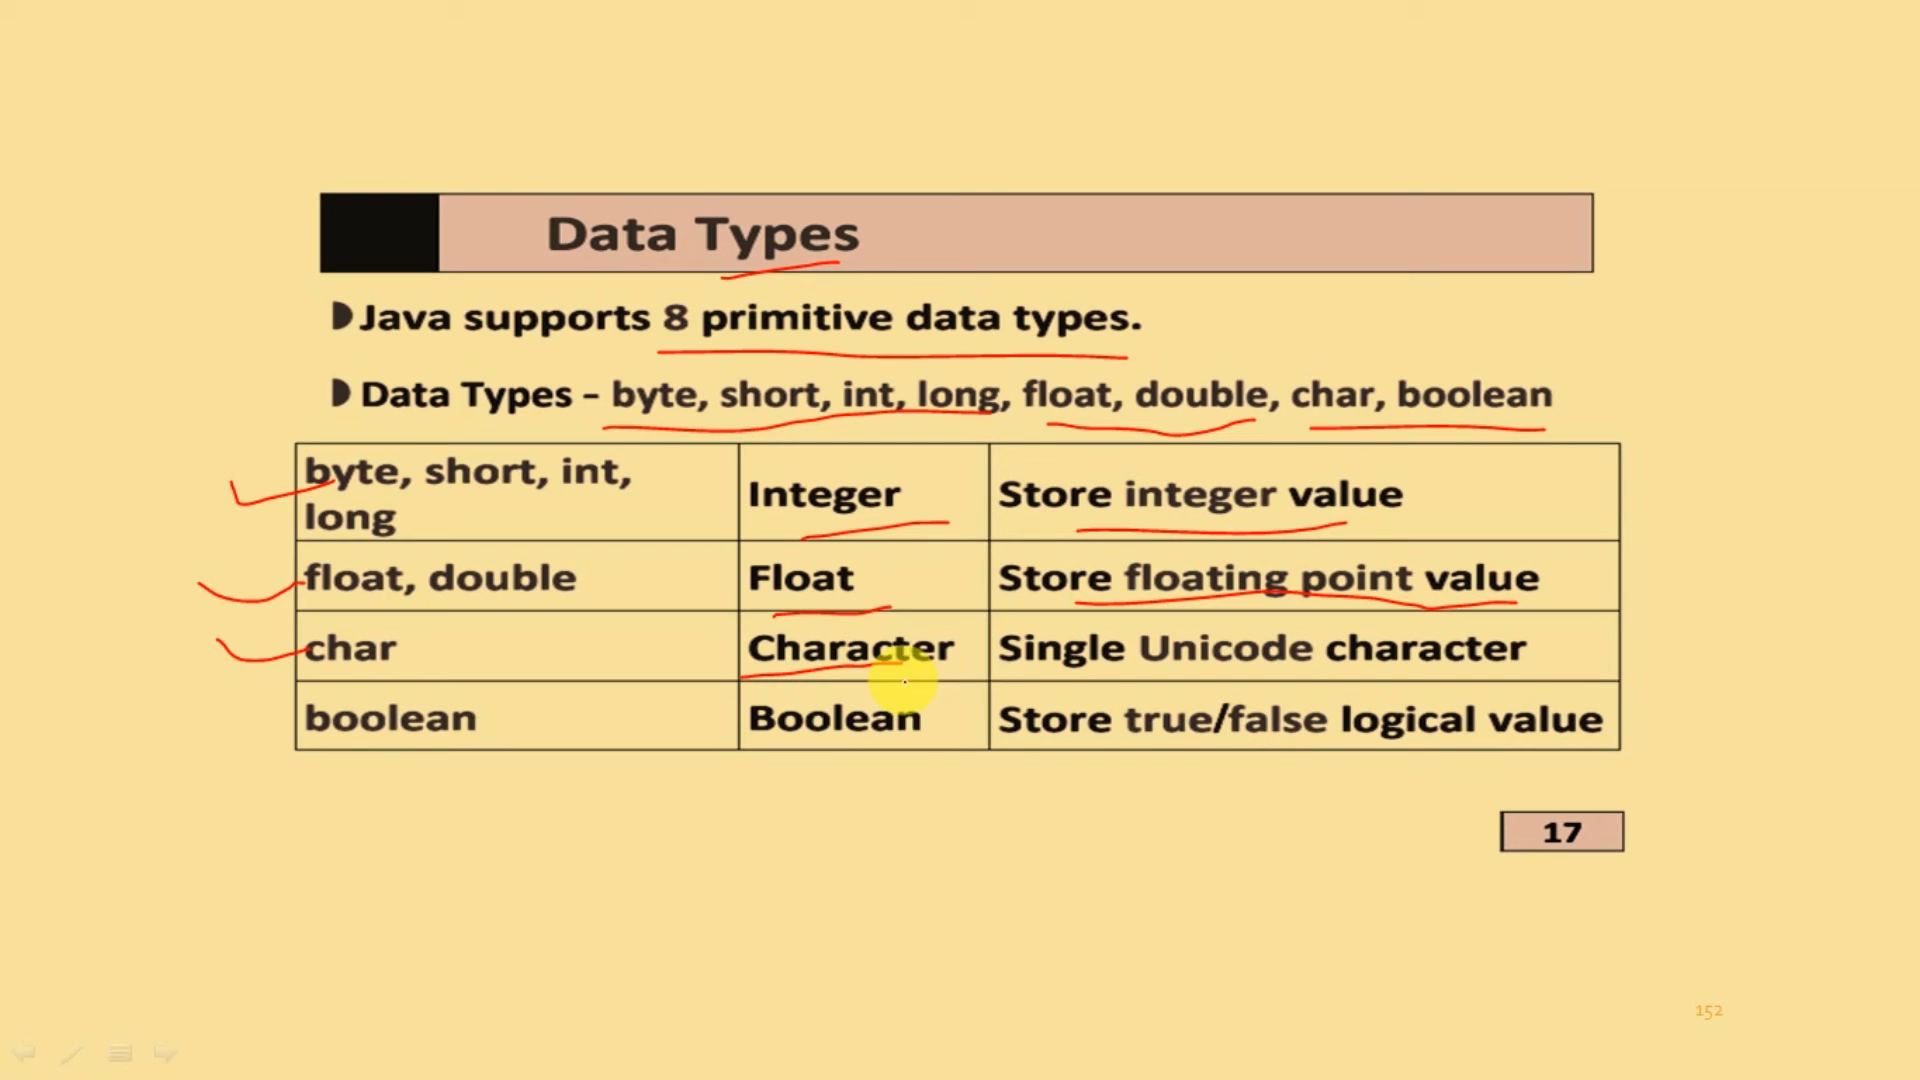 Data Types
Java supports 8 primitive data types.
Data Types – byte, short, int, long, float, double, char, boolean
byte, short, int,
long
Integer
Store integer value
float, double
Float
Store floating point value
char
Character
Single Unicode character
boolean
Boolean
Store true/false logical value
17
152